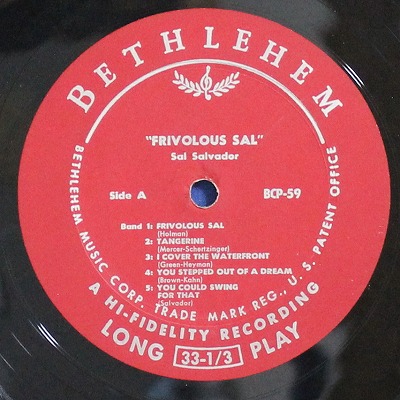 BETHLEHEM
"FRIVOLOUS SAL"
Sal Salvador
Side A
BCP-59
Band 1: FRIVOLOUS SAL
(Holman)
2: TANGERINE
(Mercer-Schertzinger)
3: I COVER THE WATERFRONT
(Green-Heyman)
4: YOU STEPPED OUT OF A DREAM
(Brown-Kahn)
5: YOU COULD SWING
FOR THAT
(Salvador)
BETHLEHEM MUSIC CORP. TRADE MARK REG. U. S. PATENT OFFICE
A HI-FIDELITY RECORDING
LONG 33-1/3 PLAY